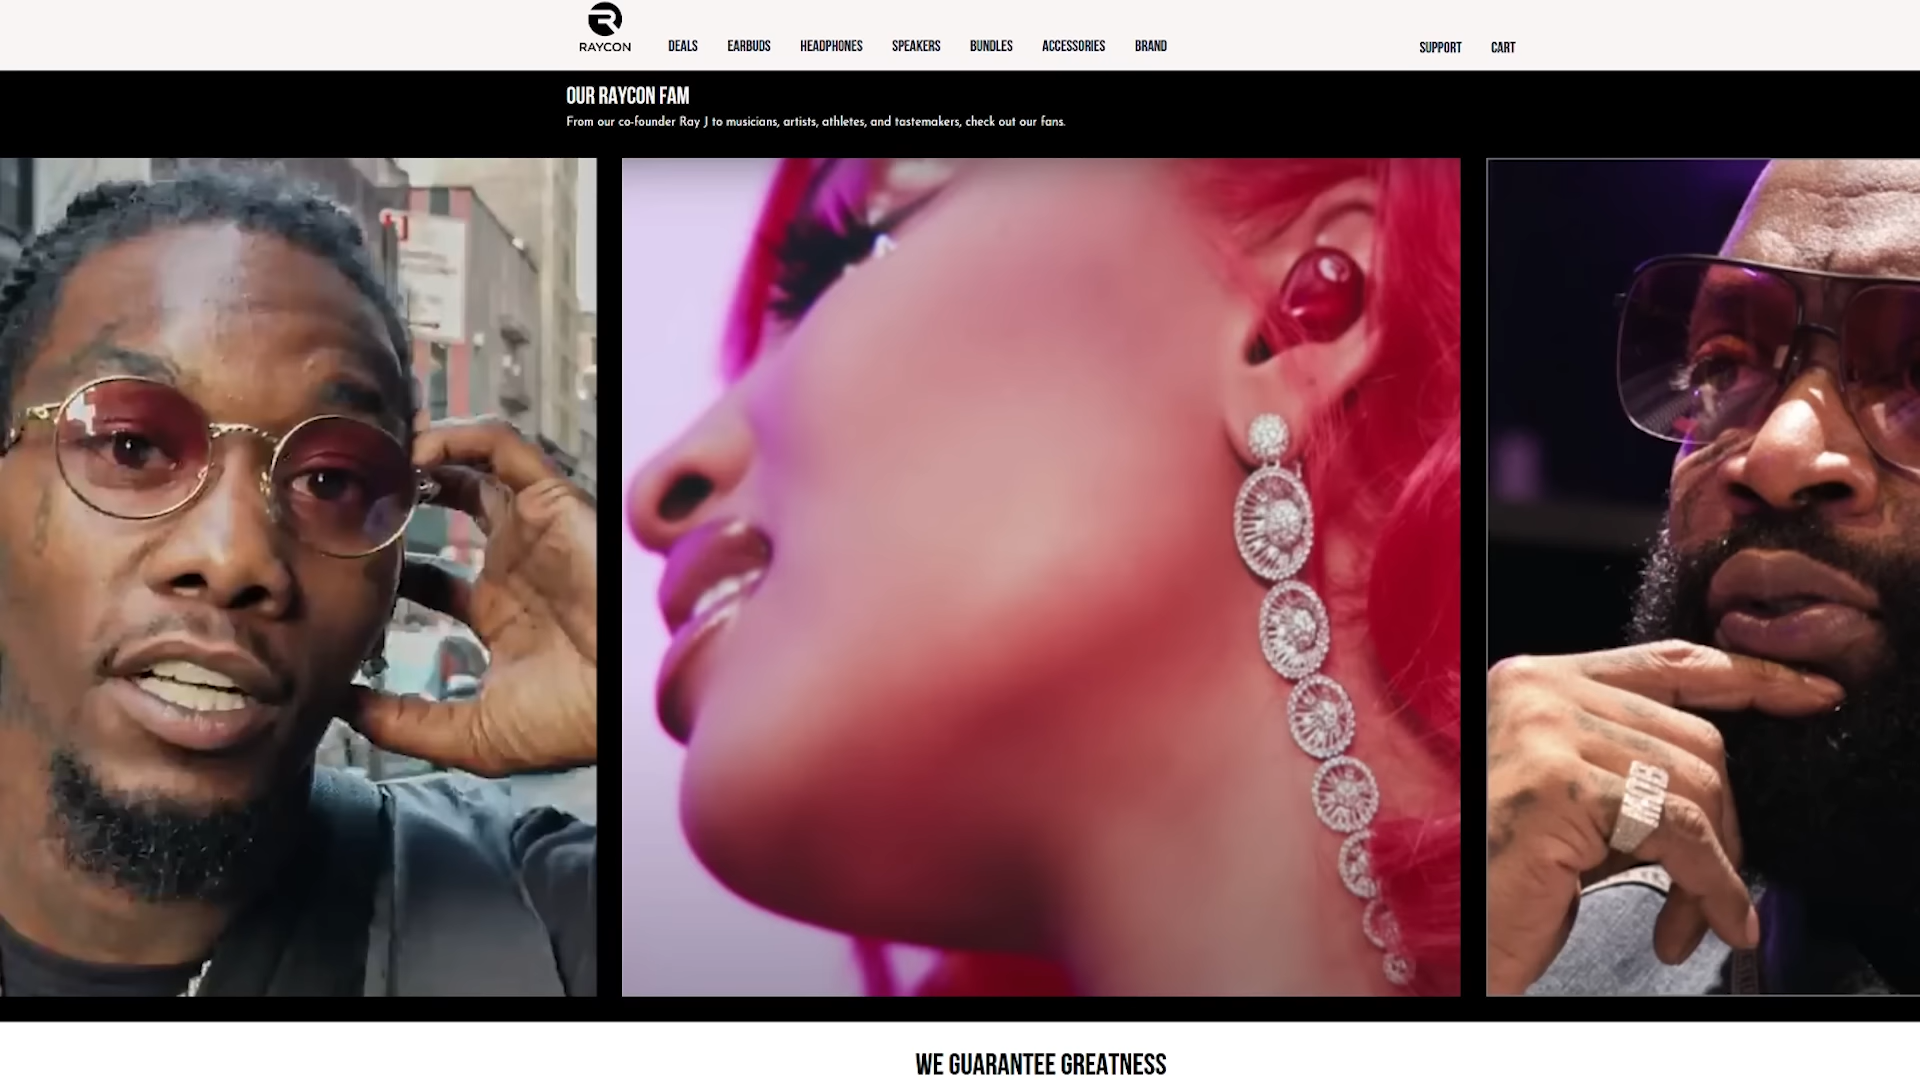 RAYCON
DEALS EARBUDS HEADPHONES SPEAKERS BUNDLES ACCESSORIES BRAND SUPPORT CART
OUR RAYCON FAM
From our co-founder Ray J to musicians, artists, athletes, and tastemakers, check out our fans.
WE GUARANTEE GREATNESS